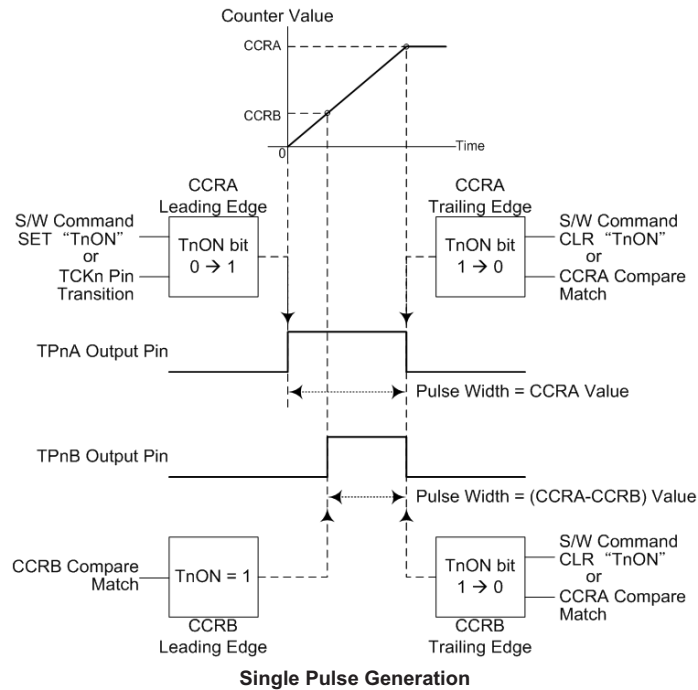 Counter Value
CCRA
CCRB
0
Time
CCRA
Leading Edge
S/W Command
SET “TnON”
or
TCKn Pin
Transition
TnON bit
0 → 1
CCRA
Trailing Edge
TnON bit
1 → 0
S/W Command
CLR “TnON”
or
CCRA Compare
Match
TPnA Output Pin
Pulse Width = CCRA Value
TPnB Output Pin
Pulse Width = (CCRA-CCRB) Value
CCRB Compare
Match
TnON = 1
CCRB
Leading Edge
TnON bit
1 → 0
CCRB
Trailing Edge
S/W Command
CLR “TnON”
or
CCRA Compare
Match
Single Pulse Generation